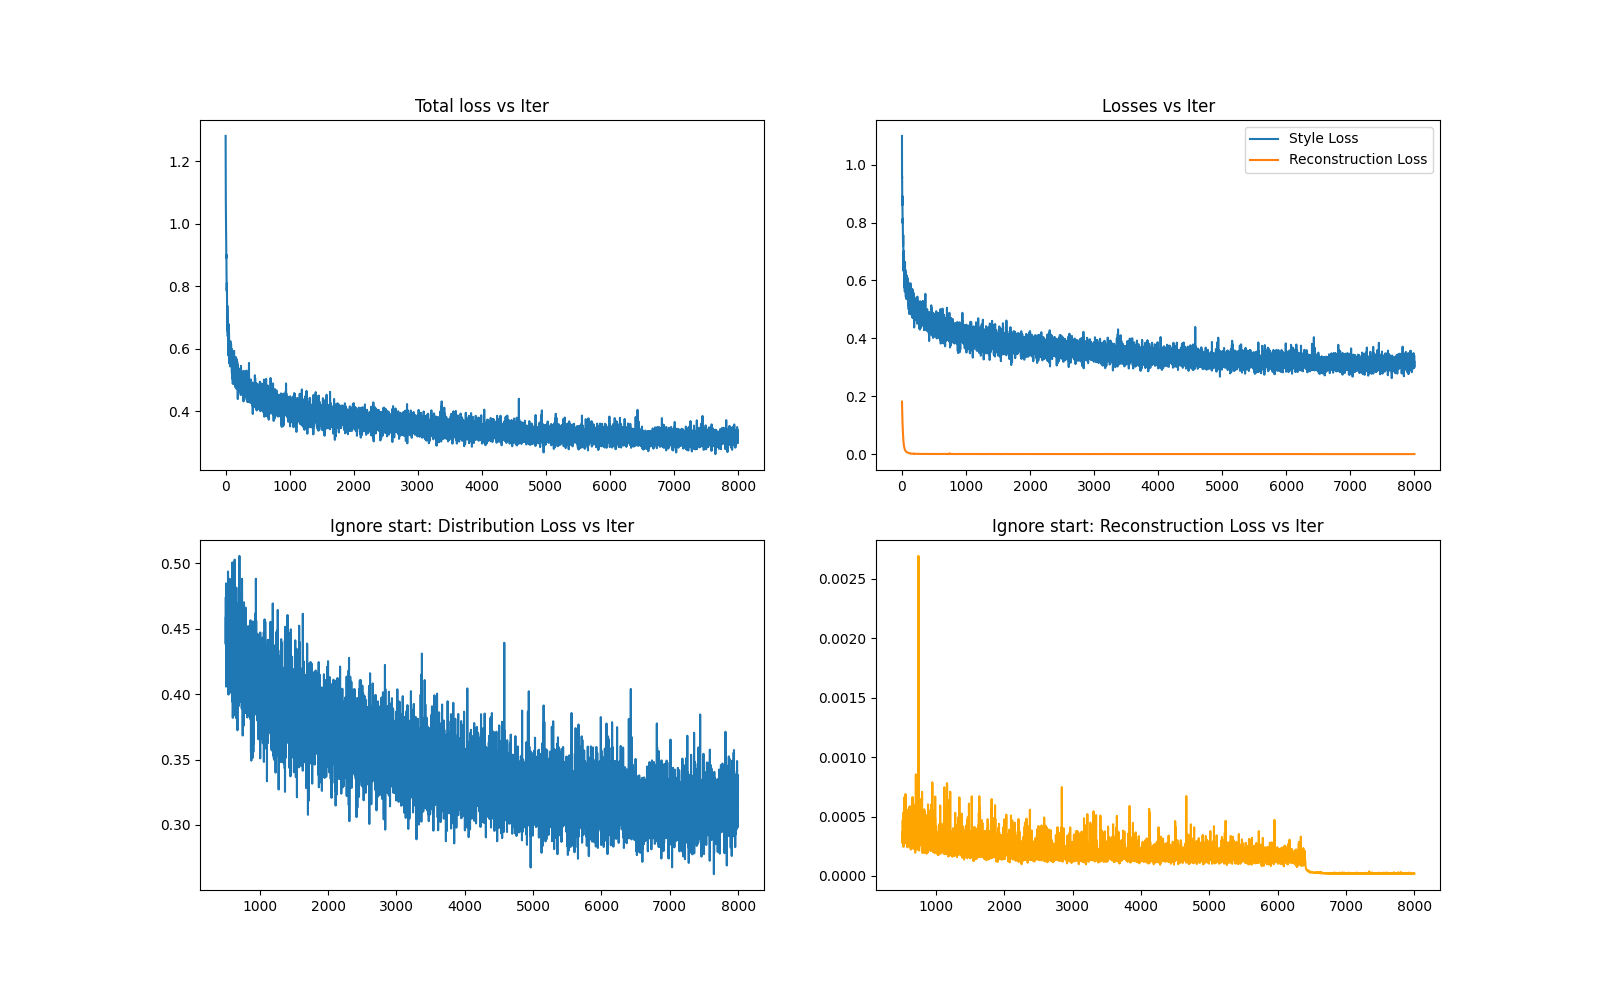 Total loss vs Iter
1.2
1.0
0.8
0.6
0.4
0 1000 2000 3000 4000 5000 6000 7000 8000
Losses vs Iter
Style Loss
Reconstruction Loss
1.0
0.8
0.6
0.4
0.2
0.0
0 1000 2000 3000 4000 5000 6000 7000 8000
Ignore start: Distribution Loss vs Iter
0.50
0.45
0.40
0.35
0.30
1000 2000 3000 4000 5000 6000 7000 8000
Ignore start: Reconstruction Loss vs Iter
0.0025
0.0020
0.0015
0.0010
0.0005
0.0000
1000 2000 3000 4000 5000 6000 7000 8000